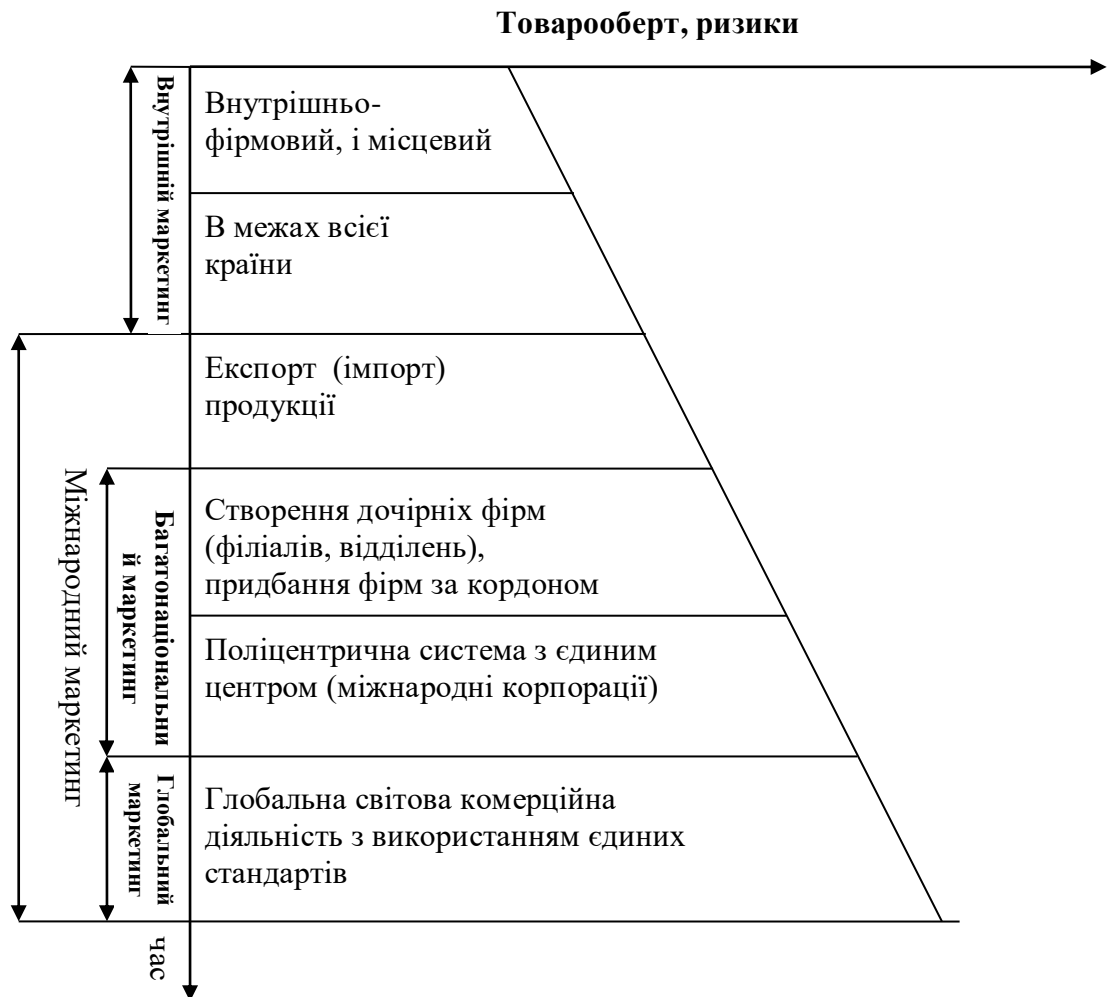 Товарооберт, ризики
Внутрішній маркетинг
Внутрішньо-
фірмовий, і місцевий
В межах всієї
країни
Експорт (імпорт)
продукції
Міжнародний маркетинг
Багатонаціональни
й маркетинг
Створення дочірніх фірм
(філіалів, відділень),
придбання фірм за кордоном
Поліцентрична система з єдиним
центром (міжнародні корпорації)
Глобальний
маркетинг
Глобальна світова комерційна
діяльність з використанням єдиних
стандартів
час